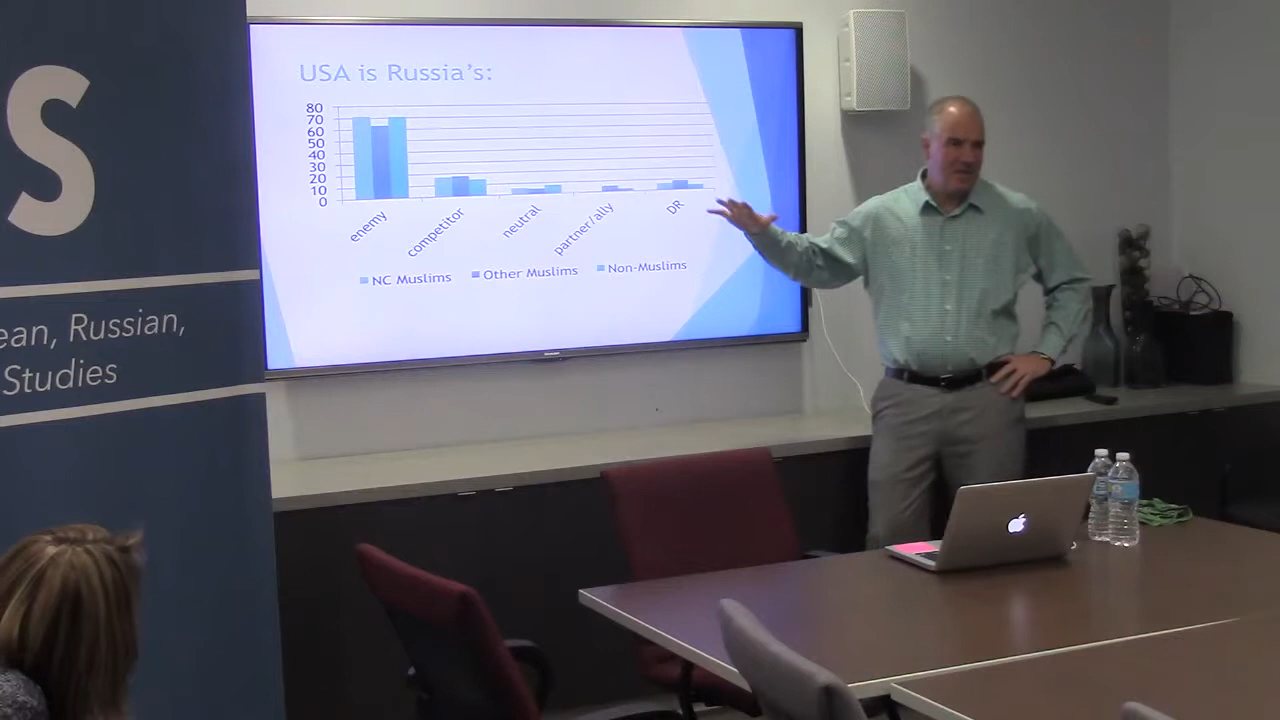 S
ean, Russian,
Studies
USA is Russia's:
80
70
60
50
40
30
20
10
0
enemy
competitor
neutral
partner/ally
DR
NC Muslims Other Muslims Non-Muslims